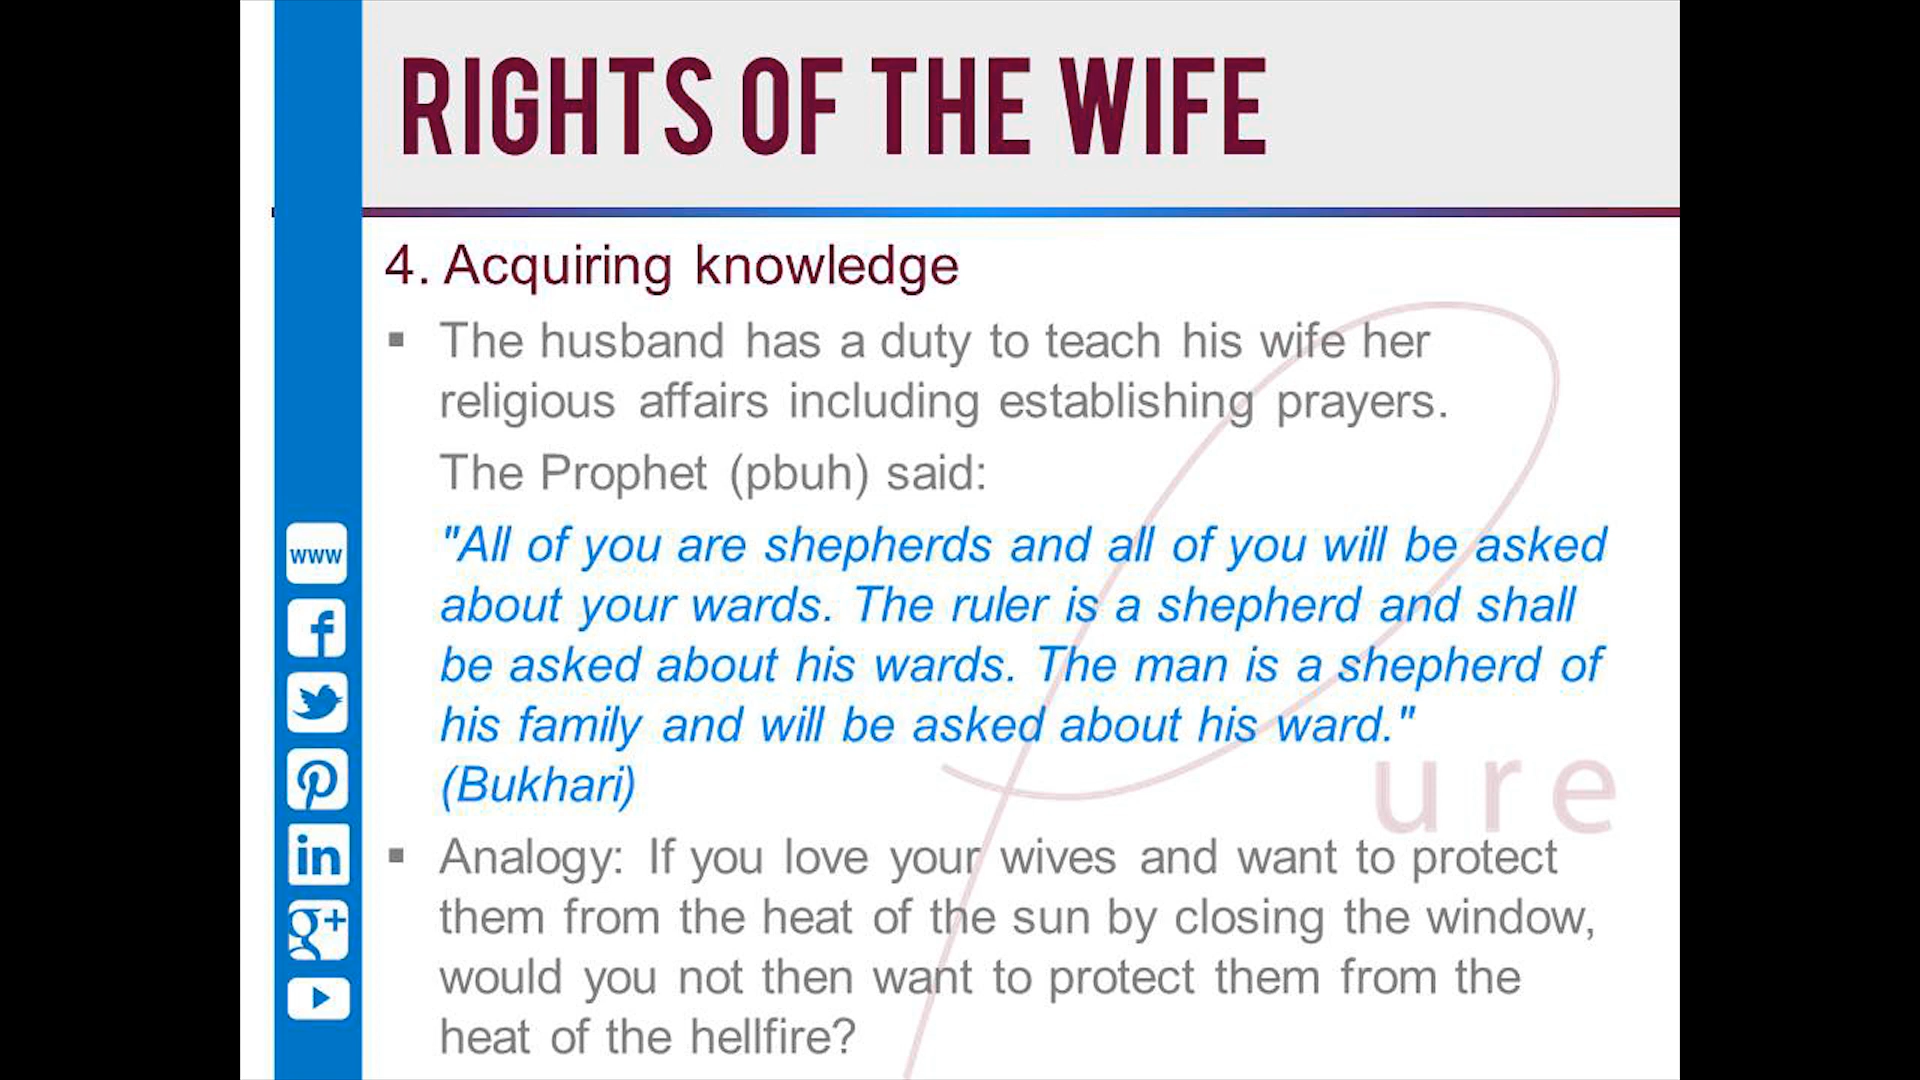 RIGHTS OF THE WIFE
4. Acquiring knowledge
▪ The husband has a duty to teach his wife her
religious affairs including establishing prayers.
The Prophet (pbuh) said:
"All of you are shepherds and all of you will be asked
about your wards. The ruler is a shepherd and shall
be asked about his wards. The man is a shepherd of
his family and will be asked about his ward."
(Bukhari)
▪ Analogy: If you love your wives and want to protect
them from the heat of the sun by closing the window,
would you not then want to protect them from the
heat of the hellfire?
www
f
in
g+
Pure